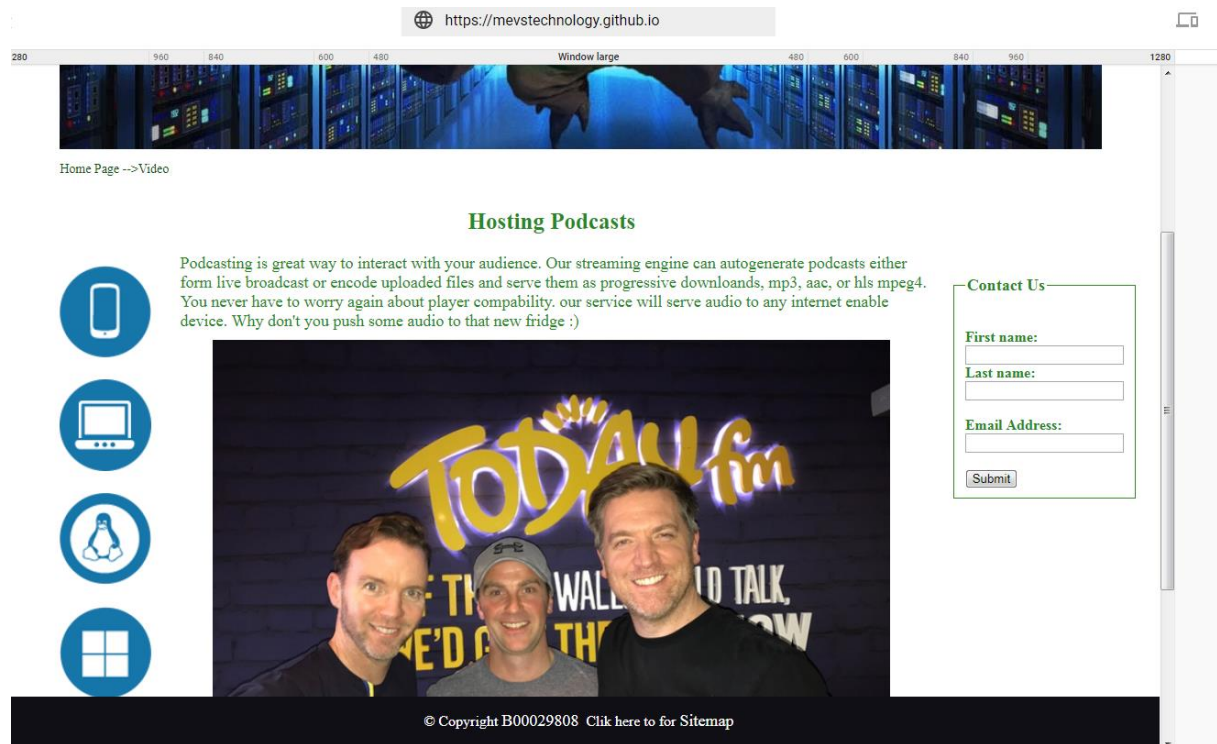 https://mevstechnology.github.io
280 960 840 600 480 Window large 480 600 840 960 1280
Home Page -->Video
Hosting Podcasts
Podcasting is great way to interact with your audience. Our streaming engine can autogenerate podcasts either
form live broadcast or encode uploaded files and serve them as progressive downloands, mp3, aac, or hls mpeg4.
You never have to worry again about player compability. our service will serve audio to any internet enable
device. Why don't you push some audio to that new fridge :)
Contact Us
First name:
Last name:
Email Address:
Submit
TODAY fm
WALL TALK,
WE'D
© Copyright B00029808 Clik here to for Sitemap